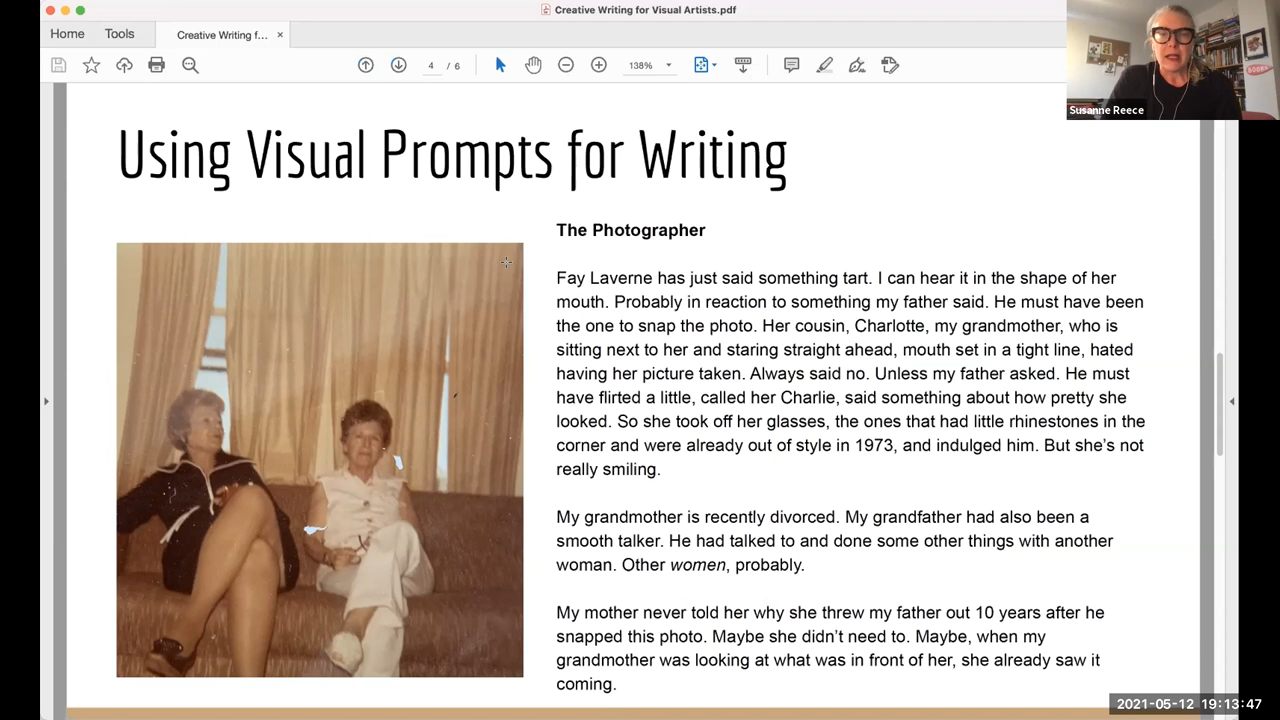 Creative Writing for Visual Artists.pdf
Home Tools Creative Writing f... ×
4 / 6 138%
Susanne Reece
BOOKS
Using Visual Prompts for Writing
The Photographer
Fay Laverne has just said something tart. I can hear it in the shape of her
mouth. Probably in reaction to something my father said. He must have been
the one to snap the photo. Her cousin, Charlotte, my grandmother, who is
sitting next to her and staring straight ahead, mouth set in a tight line, hated
having her picture taken. Always said no. Unless my father asked. He must
have flirted a little, called her Charlie, said something about how pretty she
looked. So she took off her glasses, the ones that had little rhinestones in the
corner and were already out of style in 1973, and indulged him. But she’s not
really smiling.
My grandmother is recently divorced. My grandfather had also been a
smooth talker. He had talked to and done some other things with another
woman. Other women, probably.
My mother never told her why she threw my father out 10 years after he
snapped this photo. Maybe she didn’t need to. Maybe, when my
grandmother was looking at what was in front of her, she already saw it
coming.
2021-05-12 19:13:47